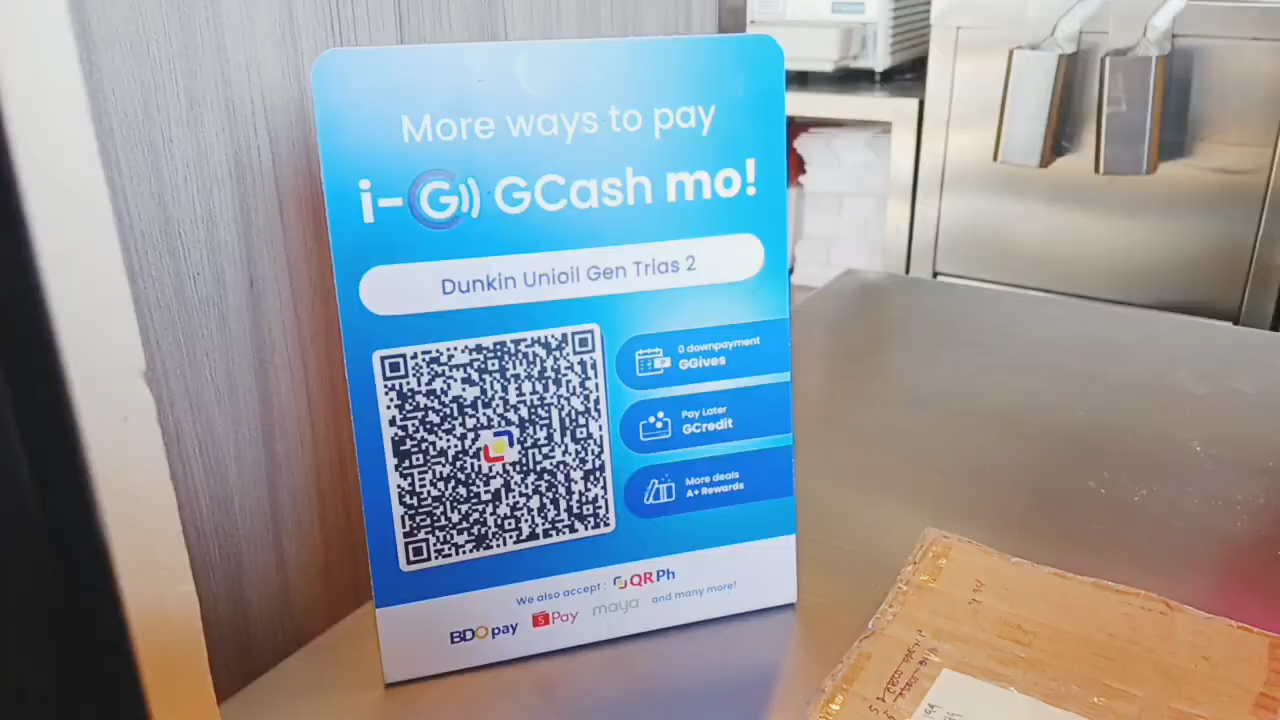 More ways to pay
i-G GCash mo!
Dunkin Unioil Gen Trias 2
0 downpayment
GGives
Pay Later
GCredit
More deals
A+ Rewards
We also accept : QR Ph
BDO pay S Pay maya and many more!